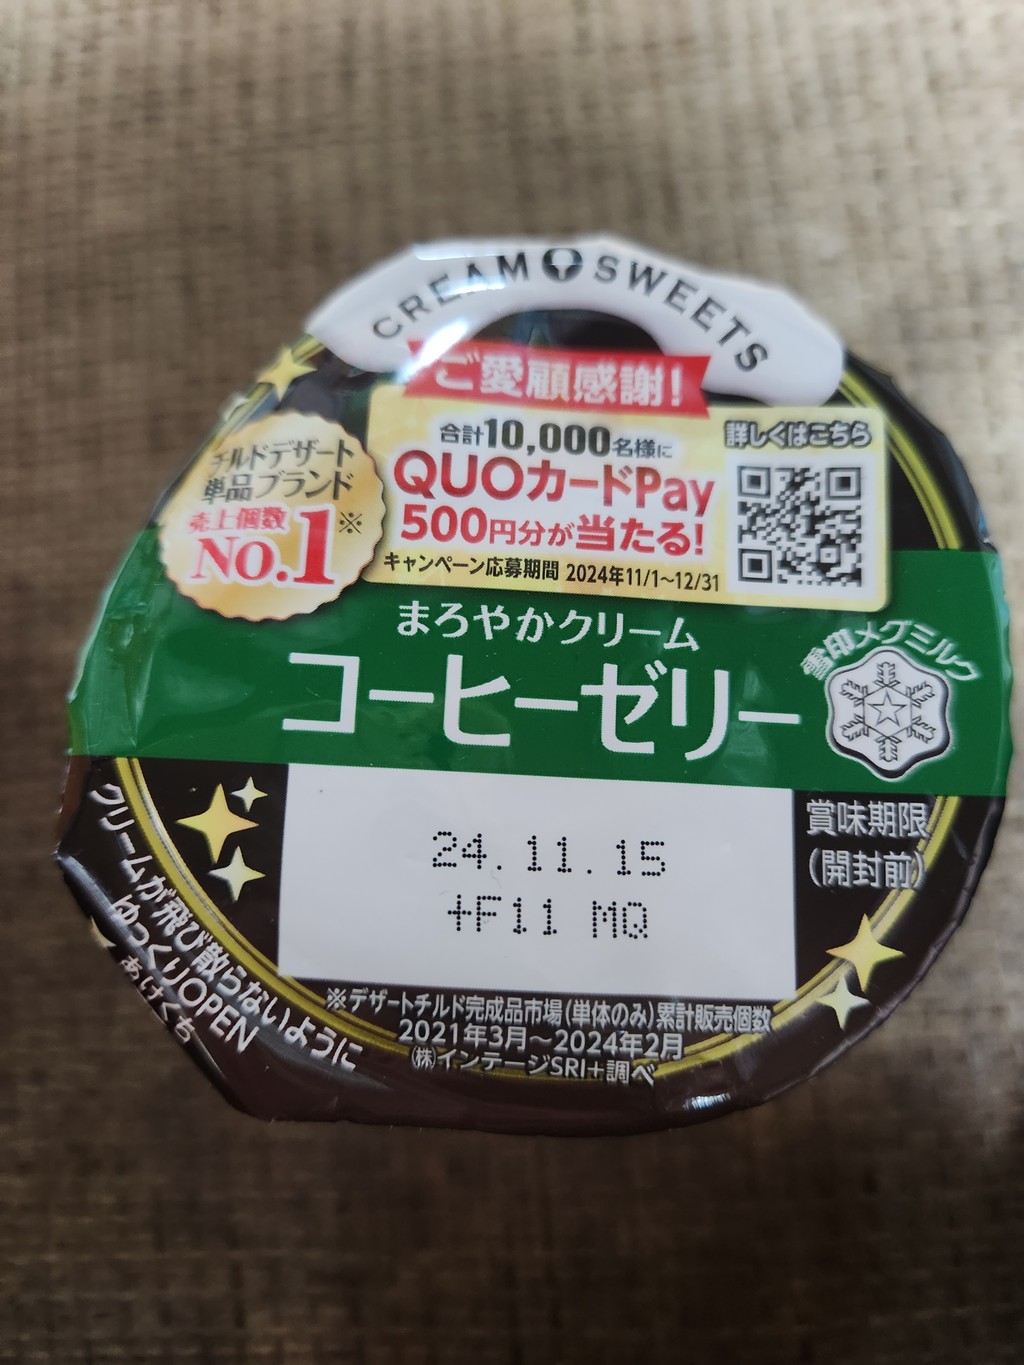 CREAM SWEETS
ご愛顧感謝!
合計10,000名様に
QUOカードPay
500円分が当たる!
キャンペーン応募期間 2024年11/1~12/31
詳しくはこちら
チルドデザート
単品ブランド
売上個数※
No.1
まろやかクリーム
コーヒーゼリー
雪印メグミルク
賞味期限
(開封前)
24.11.15
+F11 MQ
クリームが飛び散らないように
ゆっくりOPEN
あけくち
※デザートチルド完成品市場(単体のみ)累計販売個数
2021年3月~2024年2月
㈱インテージSRI+調べ